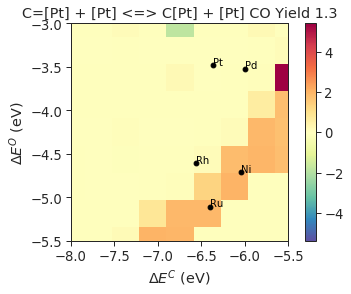 C=[Pt] + [Pt] <=> C[Pt] + [Pt] CO Yield 1.3
−3.0
−3.5
−4.0
−4.5
−5.0
−5.5
ΔE^O (eV)
Pt
Pd
Rh
Ni
Ru
−8.0 −7.5 −7.0 −6.5 −6.0 −5.5
ΔE^C (eV)
4
2
0
−2
−4